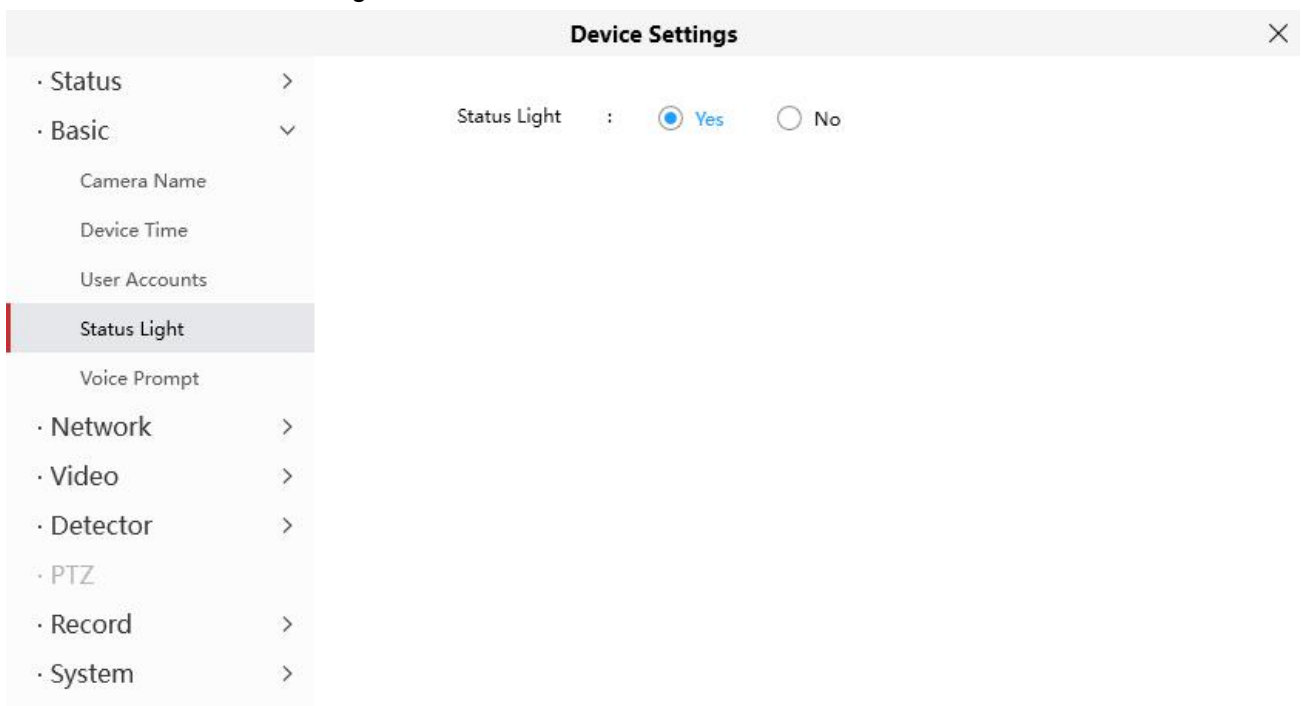 Device Settings
· Status
· Basic
Camera Name
Device Time
User Accounts
Status Light
Voice Prompt
· Network
· Video
· Detector
· PTZ
· Record
· System
Status Light : Yes No